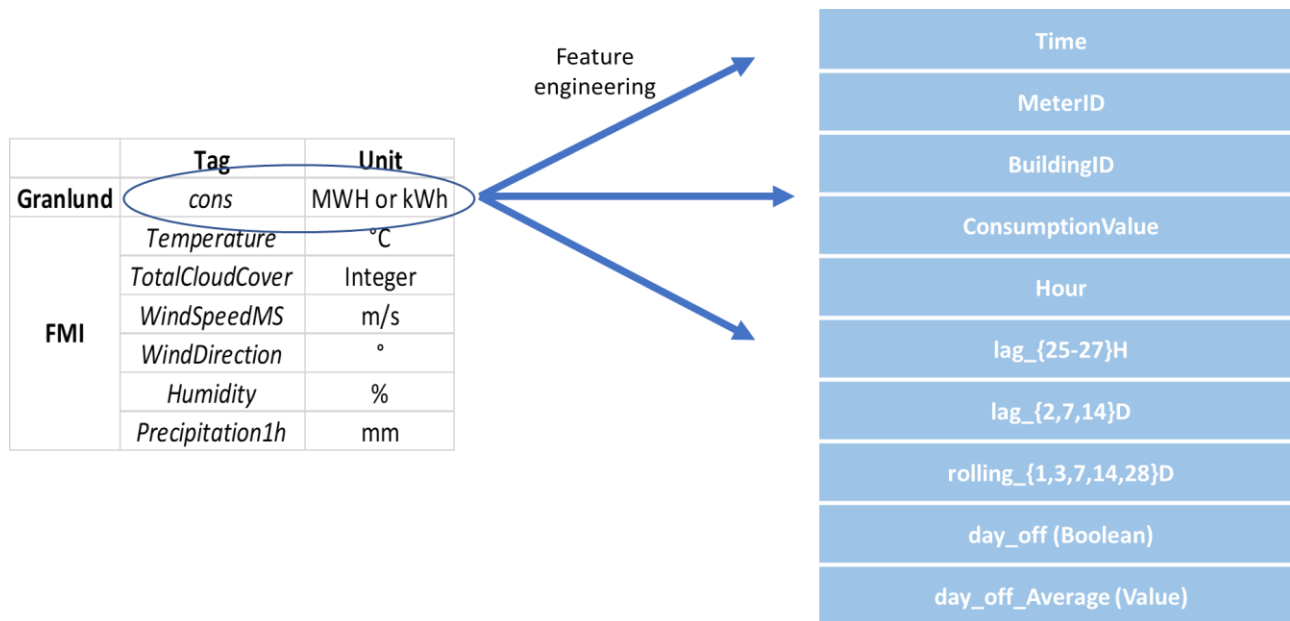 Feature
engineering
Tag Unit
Granlund cons MWH or kWh
FMI
Temperature °C
TotalCloudCover Integer
WindSpeedMS m/s
WindDirection °
Humidity %
Precipitation1h mm
Time
MeterID
BuildingID
ConsumptionValue
Hour
lag_{25-27}H
lag_{2,7,14}D
rolling_{1,3,7,14,28}D
day_off (Boolean)
day_off_Average (Value)